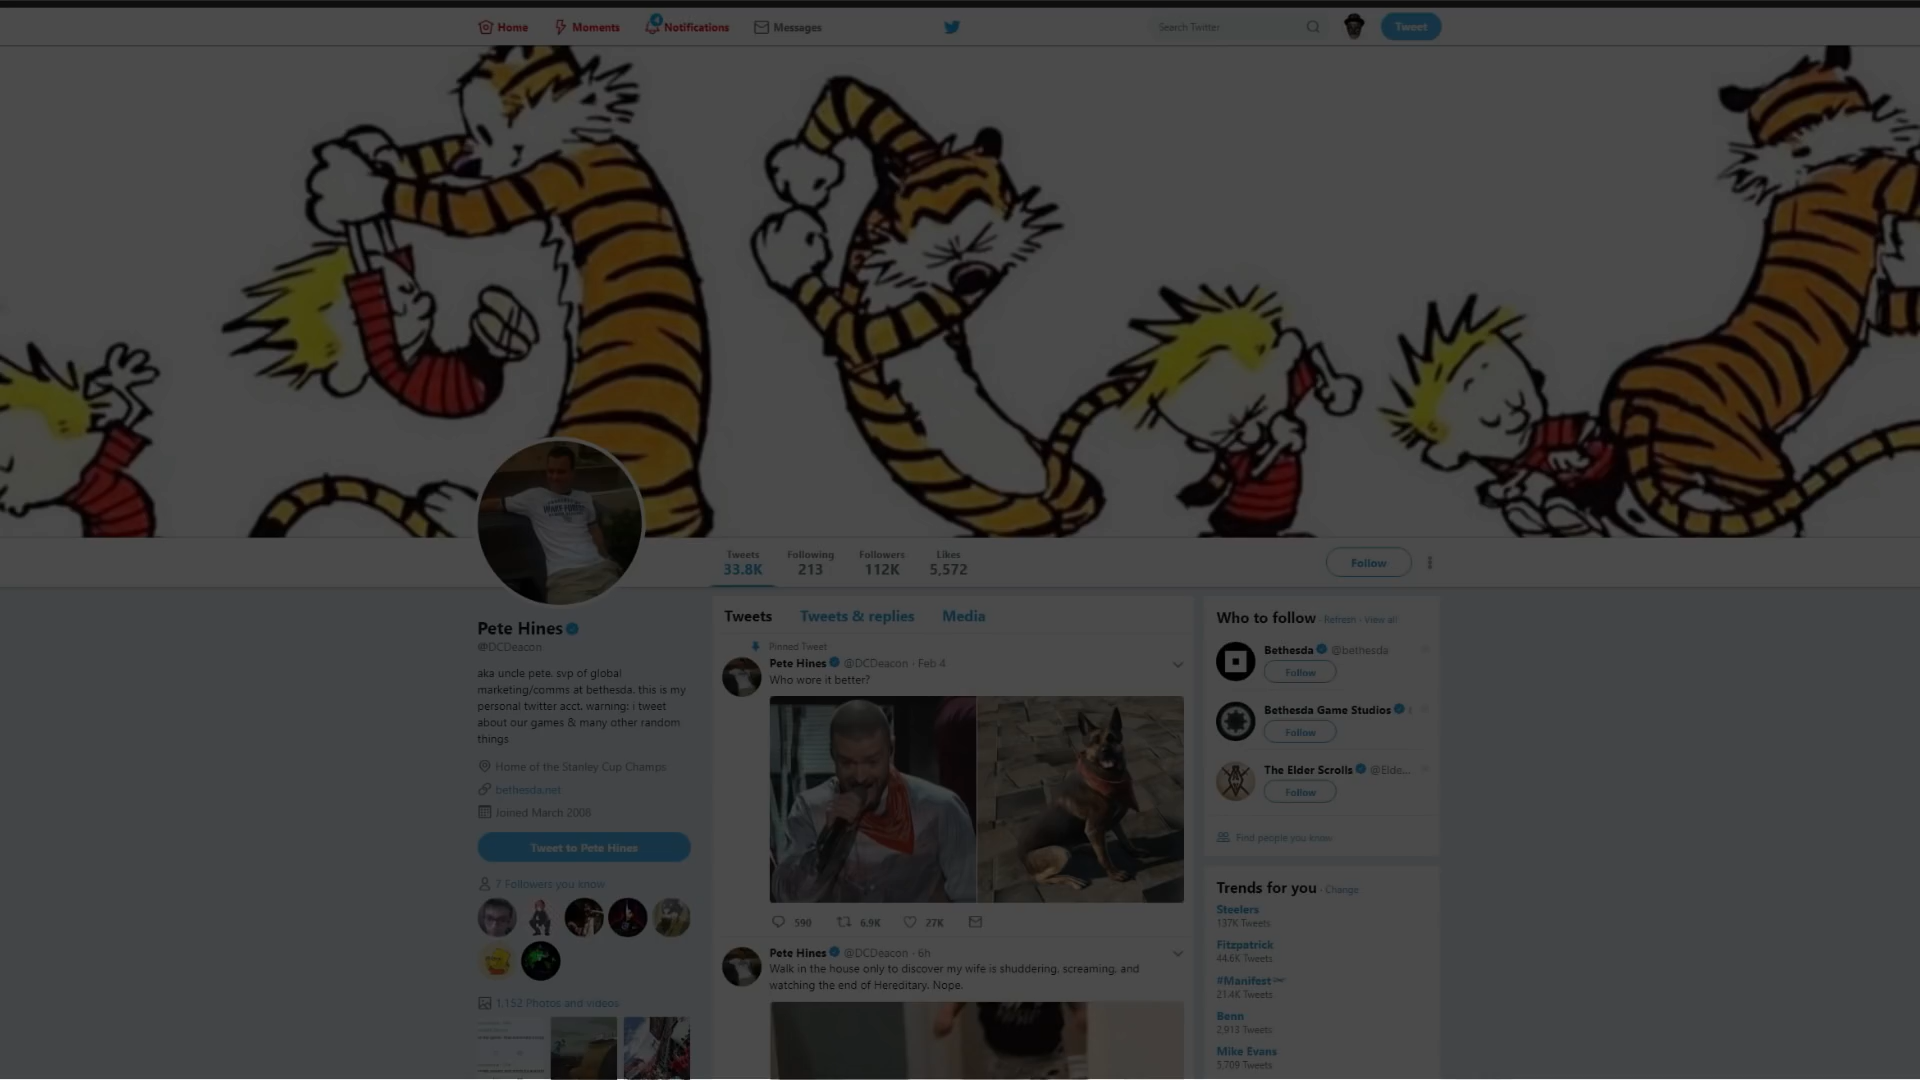 Home Moments Notifications Messages Search Twitter Tweet
4
Tweets Following Followers Likes
33.8K 213 112K 5,572
Follow
Pete Hines
@DCDeacon
aka uncle pete. svp of global
marketing/comms at bethesda. this is my
personal twitter acct. warning: i tweet
about our games & many other random
things
Home of the Stanley Cup Champs
bethesda.net
Joined March 2008
Tweet to Pete Hines
7 Followers you know
1,152 Photos and videos
Tweets Tweets & replies Media
Pinned Tweet
Pete Hines @DCDeacon · Feb 4
Who wore it better?
590 6.9K 27K
Pete Hines @DCDeacon · 6h
Walk in the house only to discover my wife is shuddering, screaming, and
watching the end of Hereditary. Nope.
Who to follow · Refresh · View all
Bethesda @bethesda
Follow
Bethesda Game Studios
Follow
The Elder Scrolls @Elde...
Follow
Find people you know
Trends for you · Change
Steelers
137K Tweets
Fitzpatrick
44.6K Tweets
#Manifest
21.4K Tweets
Benn
2,913 Tweets
Mike Evans
5,709 Tweets